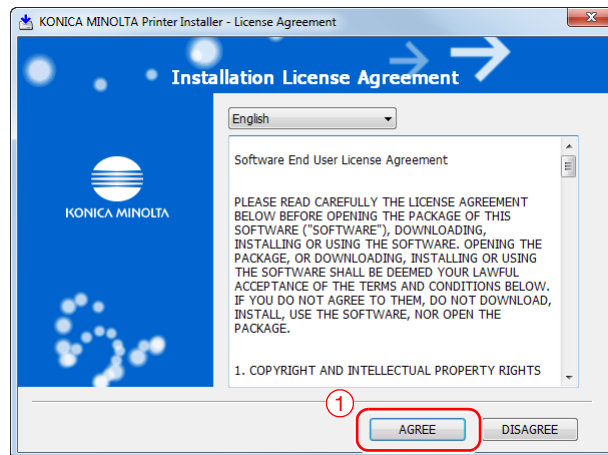 KONICA MINOLTA Printer Installer - License Agreement
Installation License Agreement
English
KONICA MINOLTA
Software End User License Agreement
PLEASE READ CAREFULLY THE LICENSE AGREEMENT
BELOW BEFORE OPENING THE PACKAGE OF THIS
SOFTWARE ("SOFTWARE"), DOWNLOADING,
INSTALLING OR USING THE SOFTWARE. OPENING THE
PACKAGE, OR DOWNLOADING, INSTALLING OR USING
THE SOFTWARE SHALL BE DEEMED YOUR LAWFUL
ACCEPTANCE OF THE TERMS AND CONDITIONS BELOW.
IF YOU DO NOT AGREE TO THEM, DO NOT DOWNLOAD,
INSTALL, USE THE SOFTWARE, NOR OPEN THE
PACKAGE.
1. COPYRIGHT AND INTELLECTUAL PROPERTY RIGHTS
1
AGREE DISAGREE